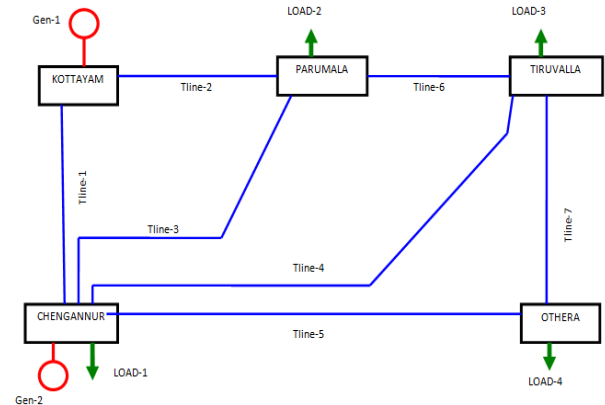 LOAD-2
LOAD-3
Gen-1
KOTTAYAM
PARUMALA
TIRUVALLA
Tline-2
Tline-6
Tline-1
Tline-3
Tline-7
Tline-4
CHENGANNUR
OTHERA
Tline-5
LOAD-1
LOAD-4
Gen-2